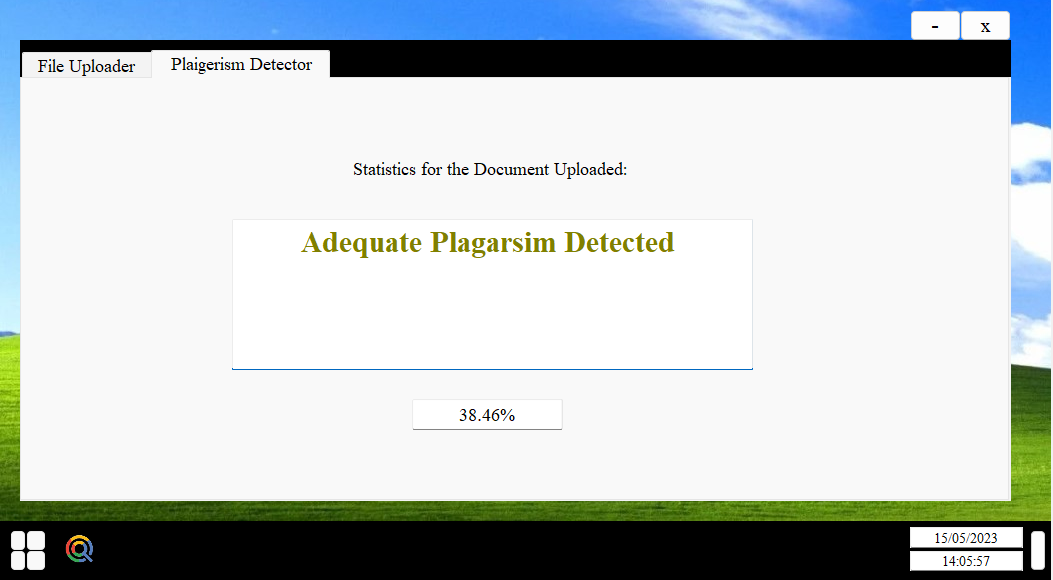 -
x
File Uploader
Plaigerism Detector
Statistics for the Document Uploaded:
Adequate Plagarsim Detected
38.46%
15/05/2023
14:05:57